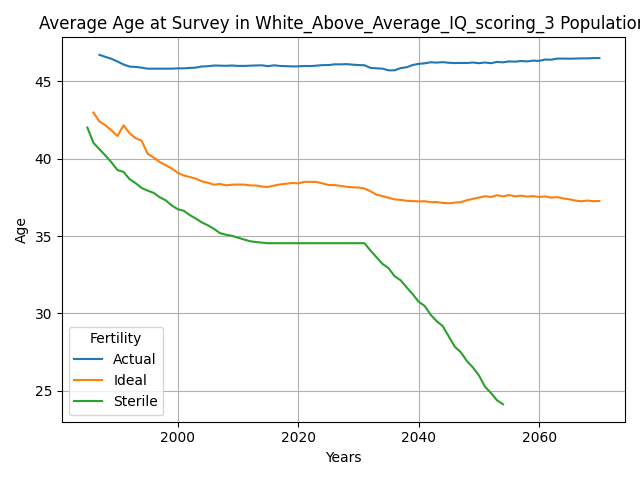 Average Age at Survey in White_Above_Average_IQ_scoring_3 Population
Age
45
40
35
30
25
Fertility
Actual
Ideal
Sterile
2000 2020 2040 2060
Years